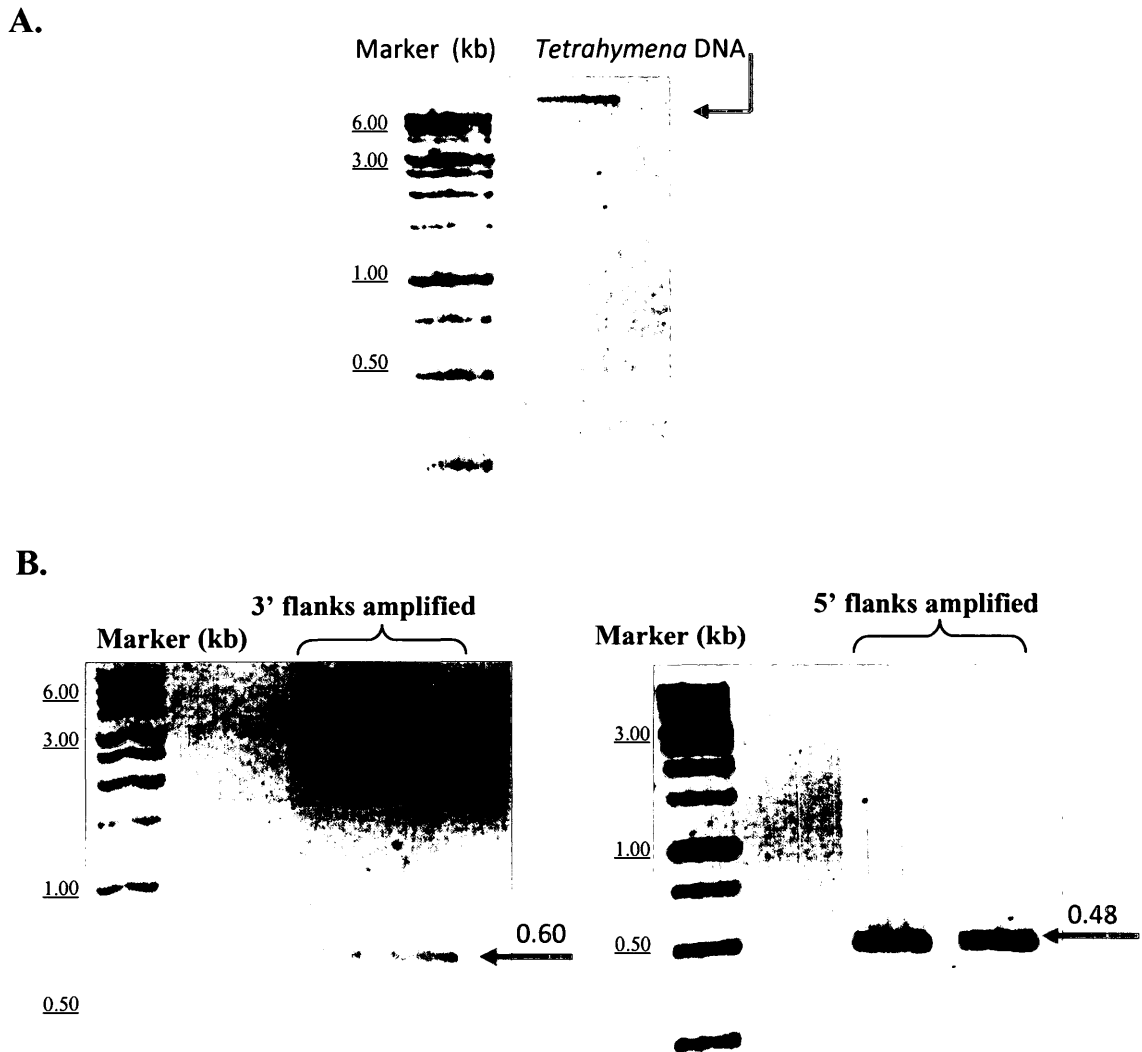 A.
Marker (kb) Tetrahymena DNA
6.00
3.00
1.00
0.50
B.
3’ flanks amplified
Marker (kb)
6.00
3.00
1.00
0.60
0.50
5’ flanks amplified
Marker (kb)
3.00
1.00
0.48
0.50